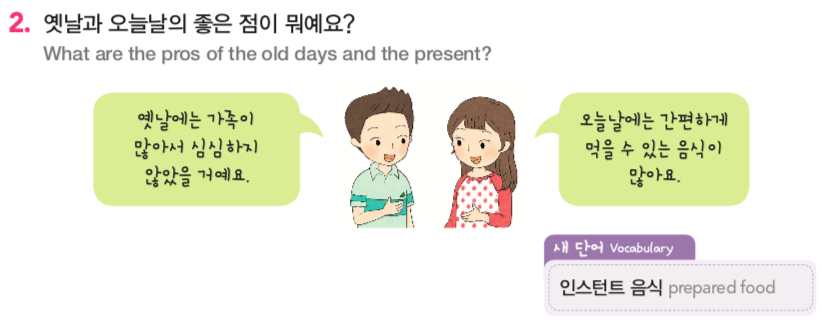 2. 옛날과 오늘날의 좋은 점이 뭐예요?
What are the pros of the old days and the present?
옛날에는 가족이
많아서 심심하지
않았을 거예요.
오늘날에는 간편하게
먹을 수 있는 음식이
많아요.
새 단어 Vocabulary
인스턴트 음식 prepared food